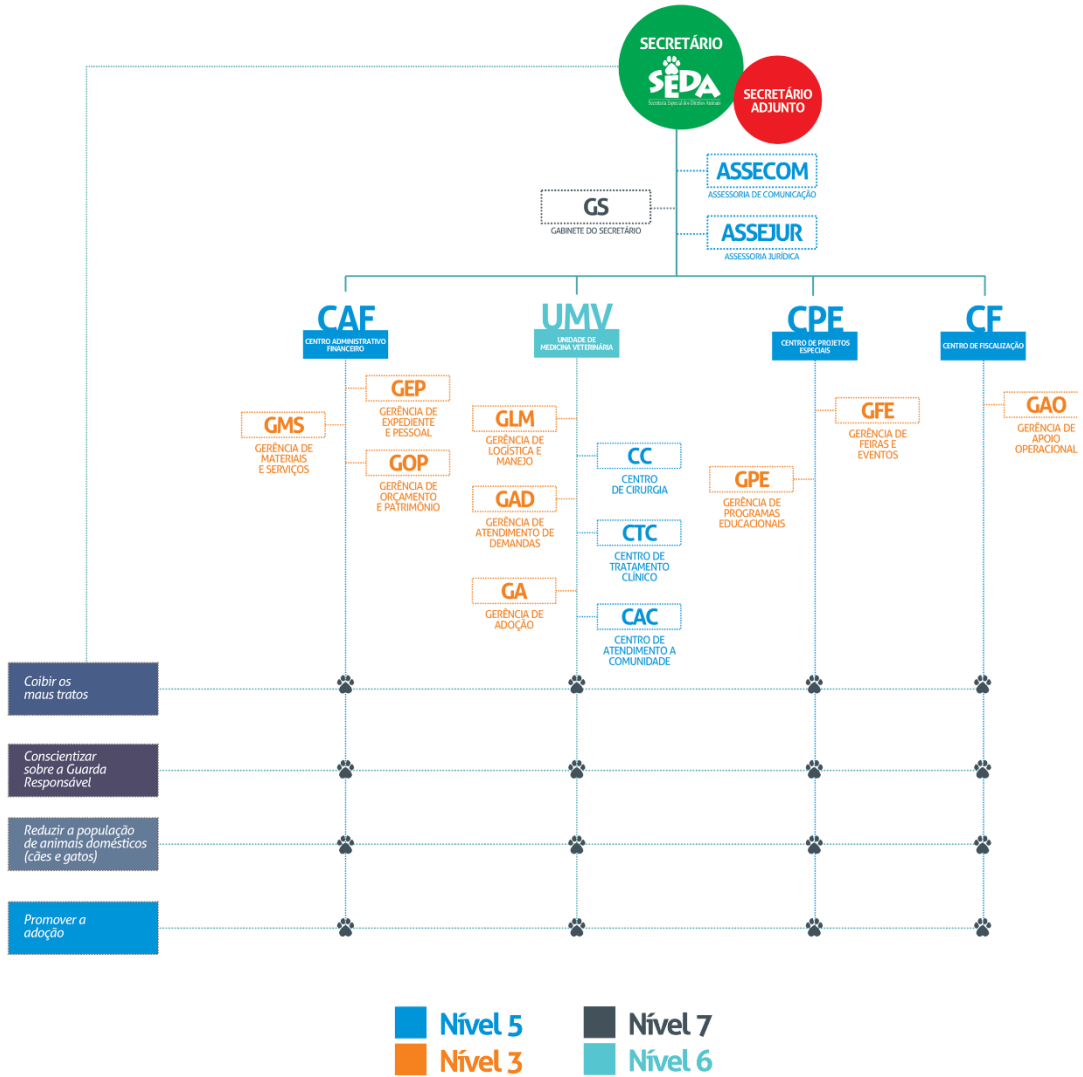 SECRETÁRIO
SEDA
Secretaria Especial dos Direitos Animais
SECRETÁRIO
ADJUNTO
ASSECOM
ASSESSORIA DE COMUNICAÇÃO
GS
GABINETE DO SECRETÁRIO
ASSEJUR
ASSESSORIA JURÍDICA
CAF
CENTRO ADMINISTRATIVO
FINANCEIRO
UMV
UNIDADE DE
MEDICINA VETERINÁRIA
CPE
CENTRO DE PROJETOS
ESPECIAIS
CF
CENTRO DE FISCALIZAÇÃO
GEP
GERÊNCIA DE
EXPEDIENTE
E PESSOAL
GMS
GERÊNCIA DE
MATERIAIS
E SERVIÇOS
GOP
GERÊNCIA DE
ORÇAMENTO
E PATRIMÔNIO
GLM
GERÊNCIA DE
LOGÍSTICA E
MANEJO
CC
CENTRO
DE CIRURGIA
GAD
GERÊNCIA DE
ATENDIMENTO DE
DEMANDAS
CTC
CENTRO DE
TRATAMENTO
CLÍNICO
GA
GERÊNCIA DE
ADOÇÃO
CAC
CENTRO DE
ATENDIMENTO A
COMUNIDADE
GFE
GERÊNCIA DE
FEIRAS E
EVENTOS
GPE
GERÊNCIA DE
PROGRAMAS
EDUCACIONAIS
GAO
GERÊNCIA DE
APOIO
OPERACIONAL
Coibir os
maus tratos
Conscientizar
sobre a Guarda
Responsável
Reduzir a população
de animais domésticos
(cães e gatos)
Promover a
adoção
Nível 5
Nível 7
Nível 3
Nível 6